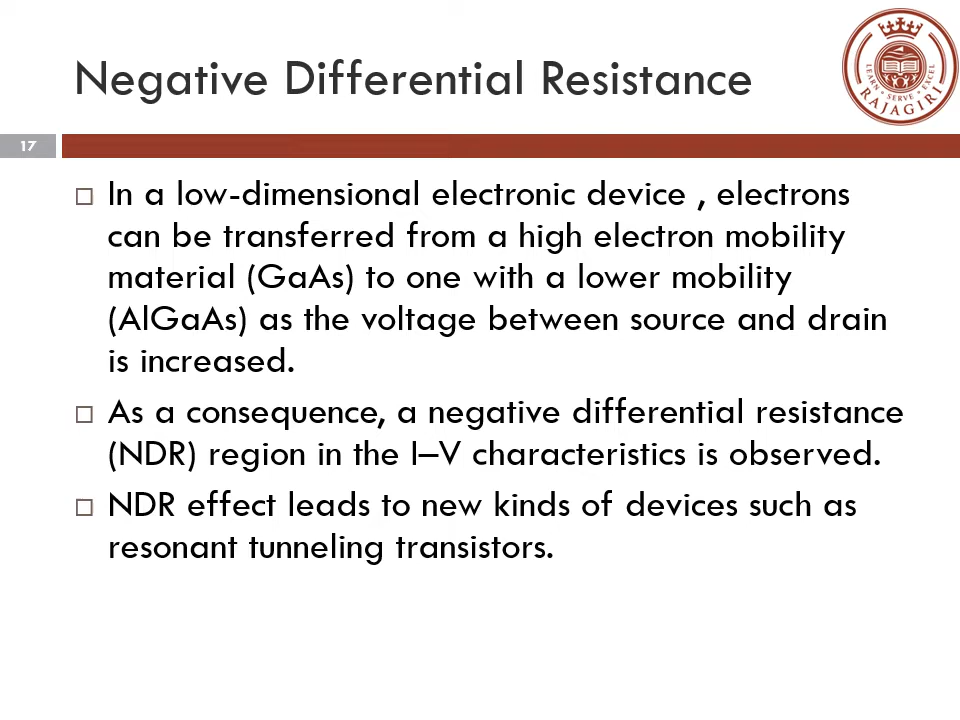 Negative Differential Resistance
LEARN • SERVE • EXCEL
RAJAGIRI
17
In a low-dimensional electronic device , electrons
can be transferred from a high electron mobility
material (GaAs) to one with a lower mobility
(AlGaAs) as the voltage between source and drain
is increased.
As a consequence, a negative differential resistance
(NDR) region in the I–V characteristics is observed.
NDR effect leads to new kinds of devices such as
resonant tunneling transistors.